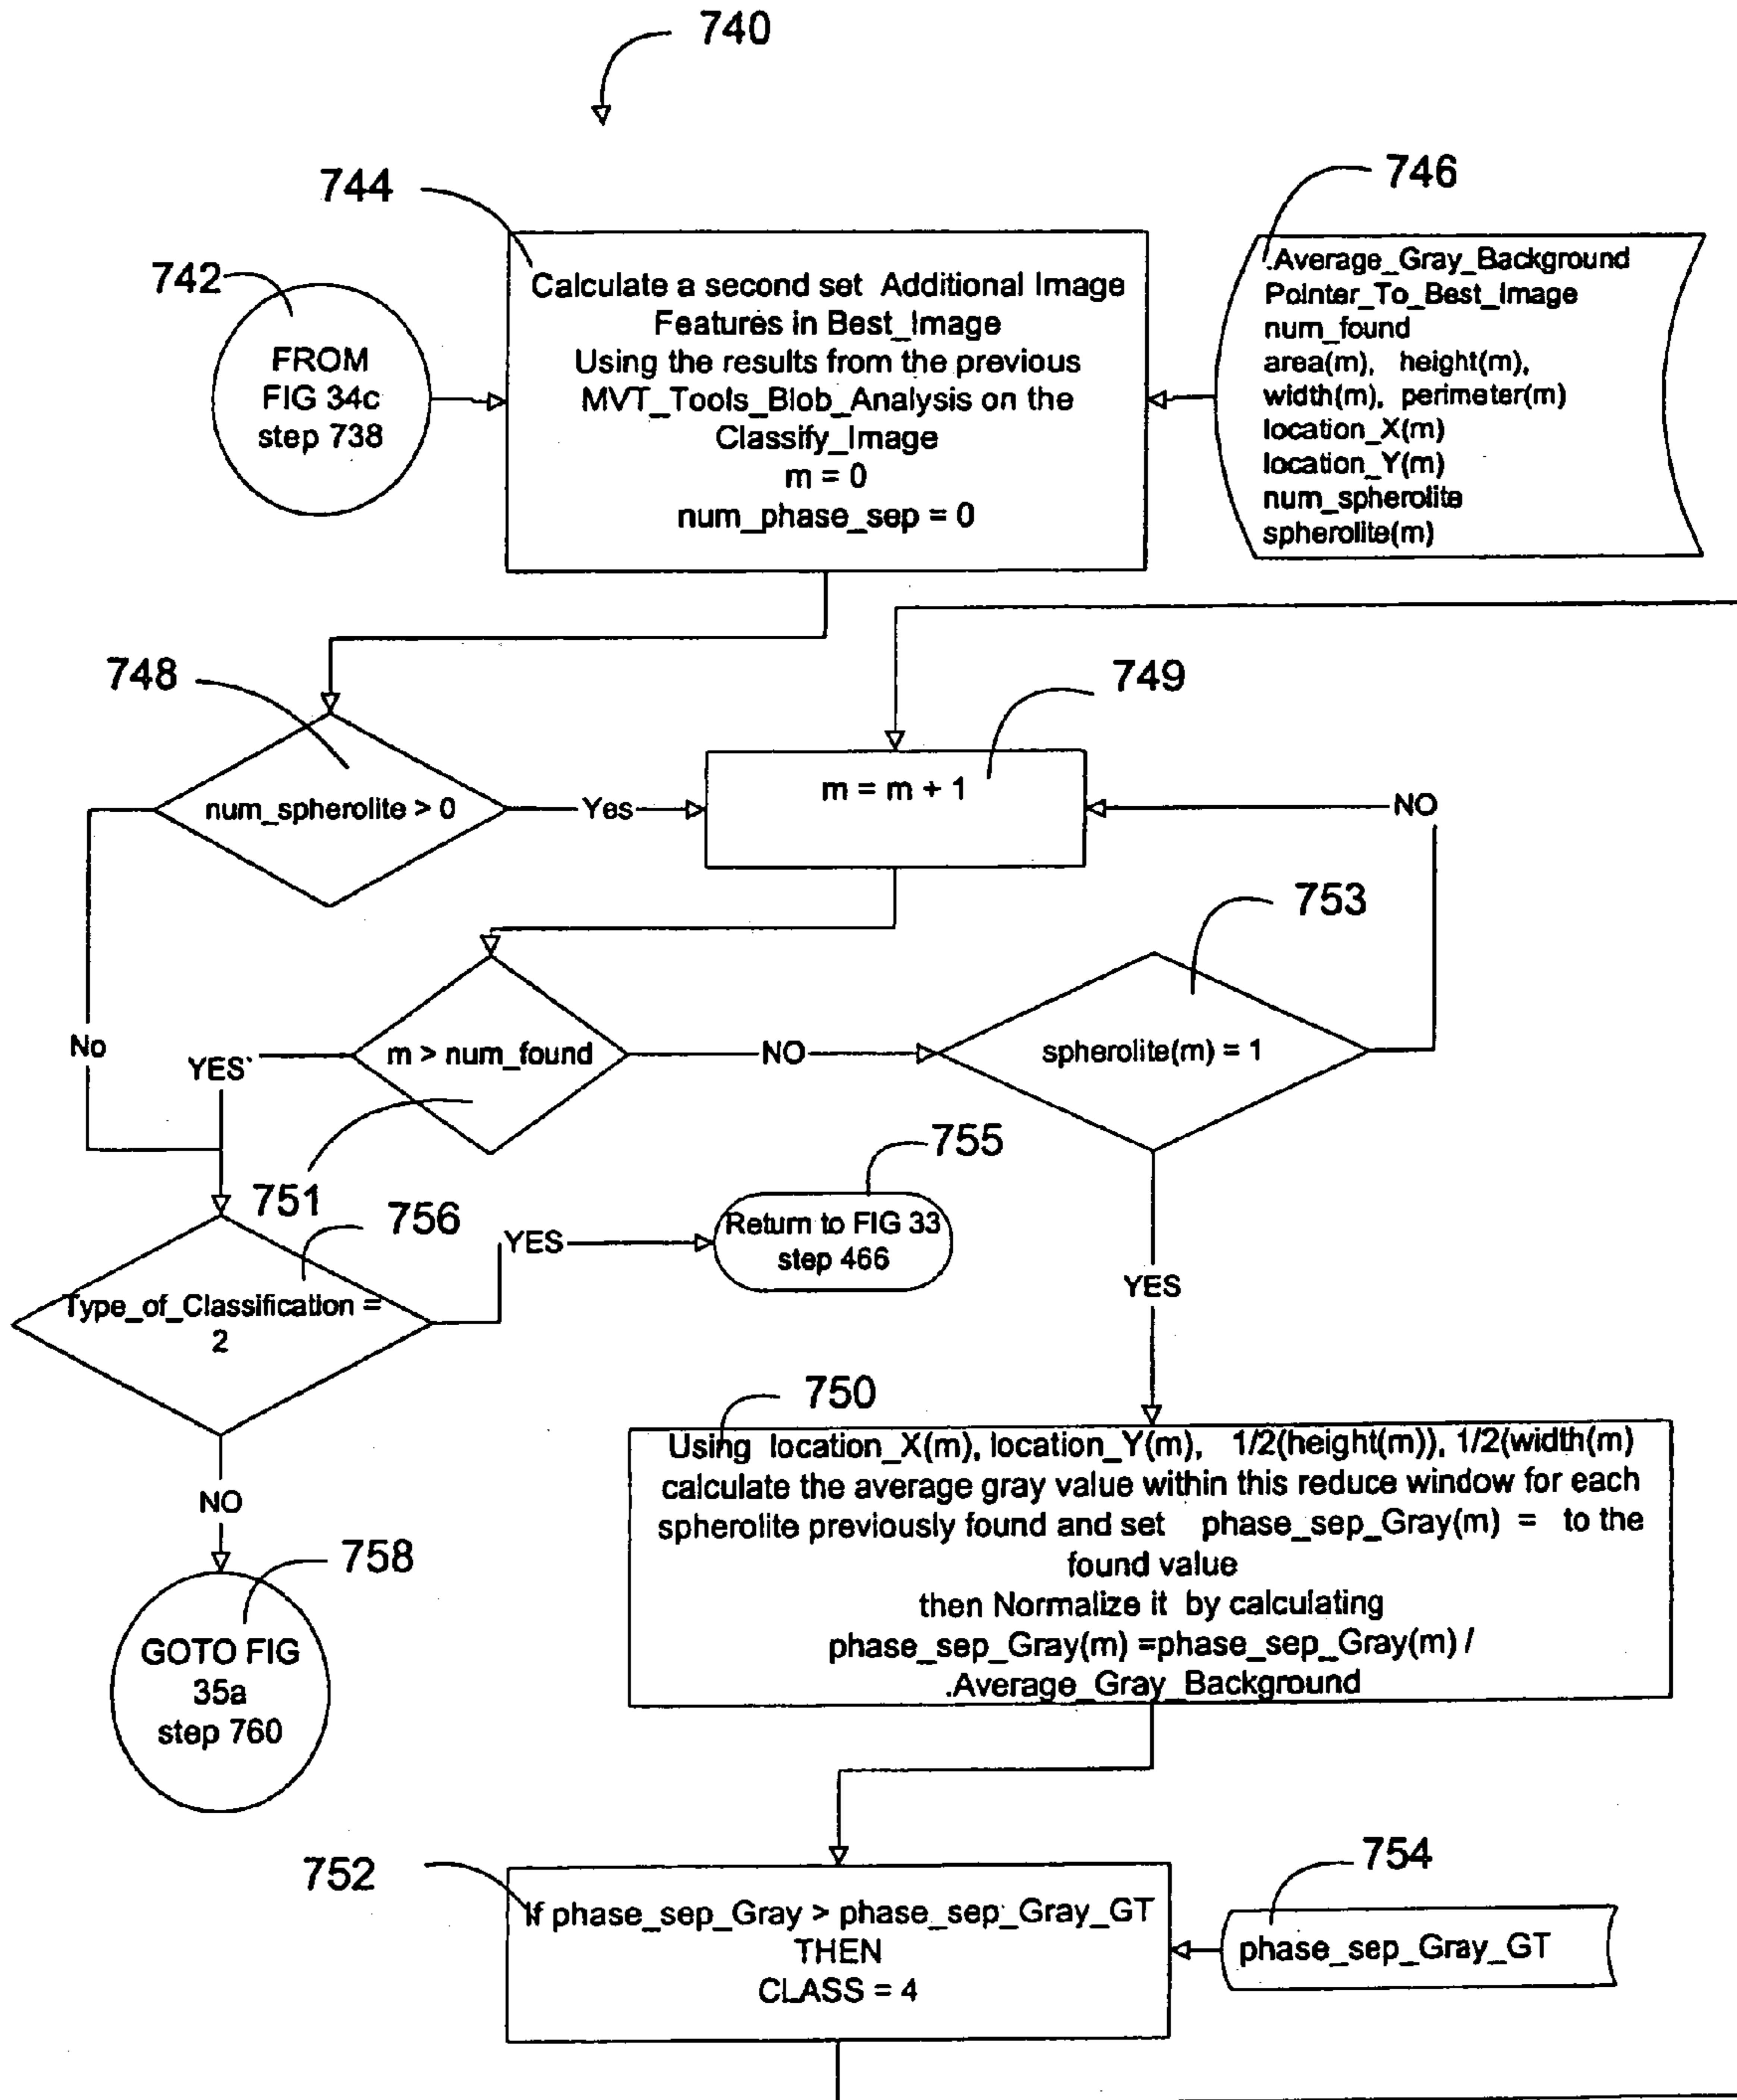 740
744
746
742
Calculate a second set Additional Image
Features in Best_Image
Using the results from the previous
MVT_Tools_Blob_Analysis on the
Classify_Image
m = 0
num_phase_sep = 0
FROM
FIG 34c
step 738
.Average_Gray_Background
Pointer_To_Best_Image
num_found
area(m), height(m),
width(m), perimeter(m)
location_X(m)
location_Y(m)
num_spherolite
spherolite(m)
748
749
num_spherolite > 0
Yes
m = m + 1
NO
753
No
YES
m > num_found
NO
spherolite(m) = 1
751
756
755
YES
Return to FIG 33
step 466
Type_of_Classification =
2
YES
NO
750
Using location_X(m), location_Y(m), 1/2(height(m)), 1/2(width(m)
calculate the average gray value within this reduce window for each
spherolite previously found and set phase_sep_Gray(m) = to the
found value
then Normalize it by calculating
phase_sep_Gray(m) =phase_sep_Gray(m) /
.Average_Gray_Background
758
GOTO FIG
35a
step 760
752
754
If phase_sep_Gray > phase_sep_Gray_GT
THEN
CLASS = 4
phase_sep_Gray_GT